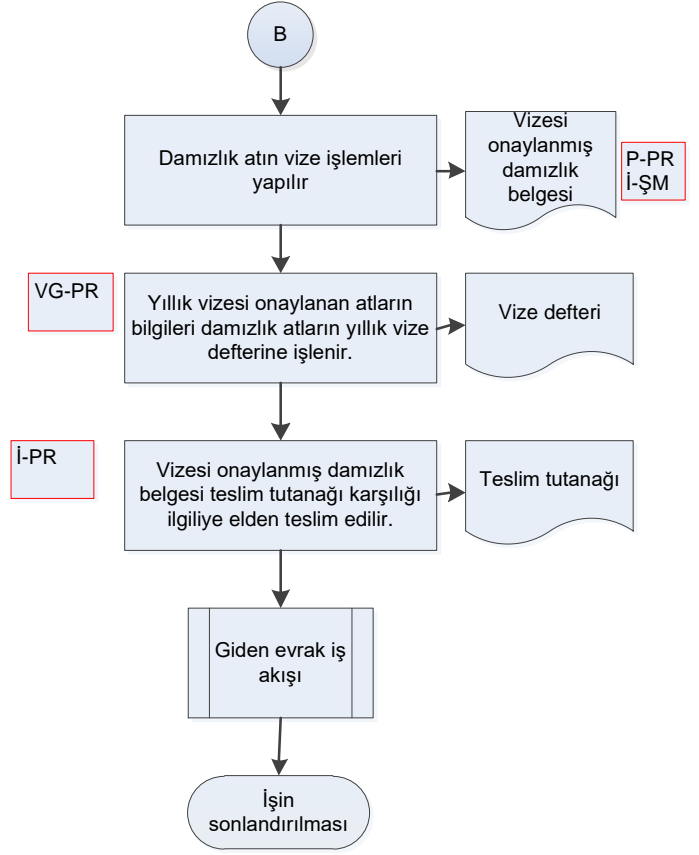 B
Damızlık atın vize işlemleri
yapılır
Vizesi
onaylanmış
damızlık
belgesi
P-PR
İ-ŞM
VG-PR
Yıllık vizesi onaylanan atların
bilgileri damızlık atların yıllık vize
defterine işlenir.
Vize defteri
İ-PR
Vizesi onaylanmış damızlık
belgesi teslim tutanağı karşılığı
ilgiliye elden teslim edilir.
Teslim tutanağı
Giden evrak iş
akışı
İşin
sonlandırılması